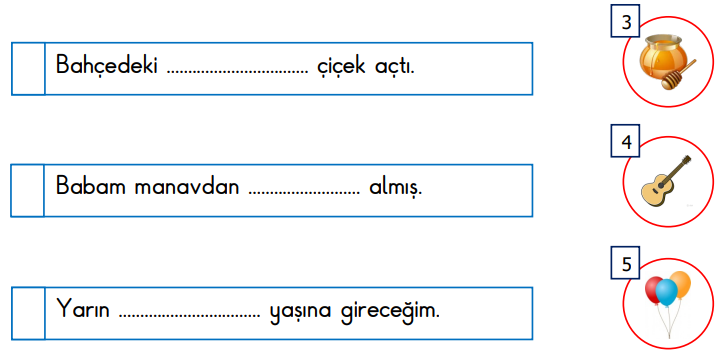 3
Bahçedeki ................................. çiçek açtı.
4
Babam manavdan .......................... almış.
5
Yarın ................................. yaşına gireceğim.